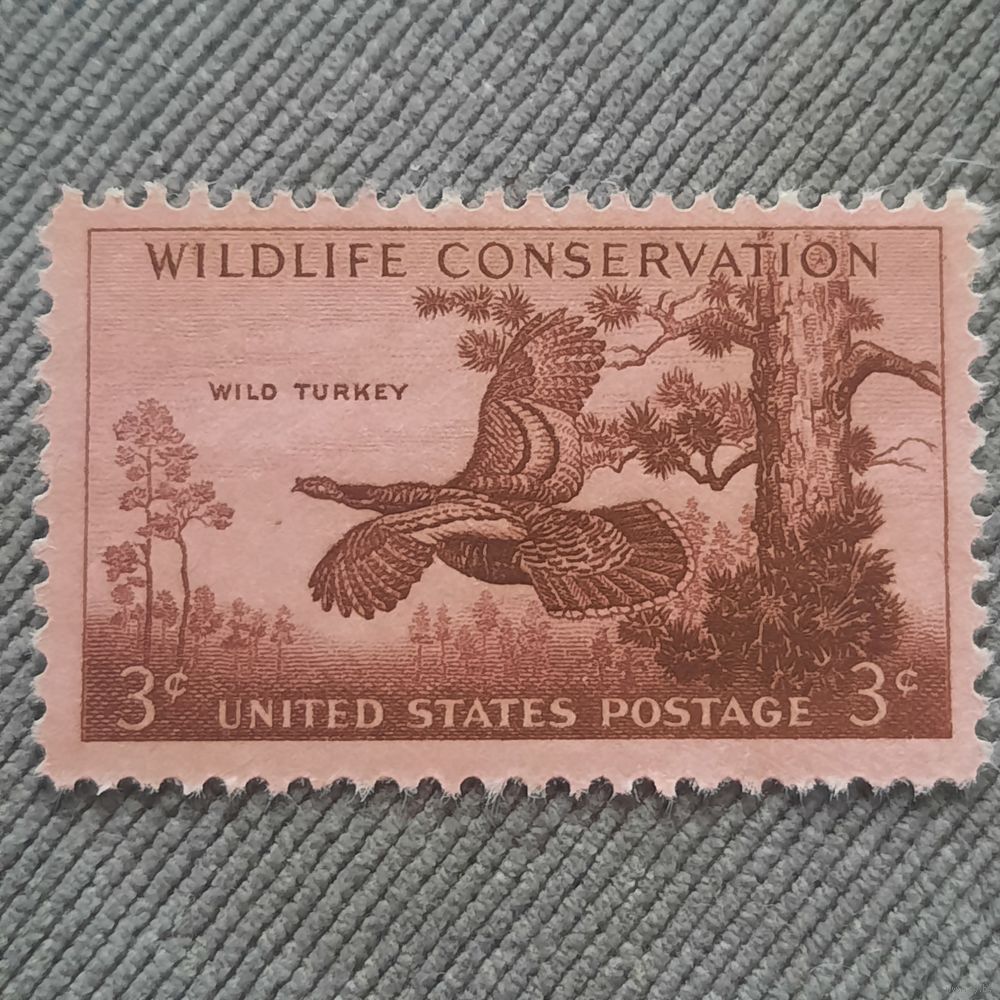 WILDLIFE CONSERVATION
WILD TURKEY
3¢ UNITED STATES POSTAGE 3¢